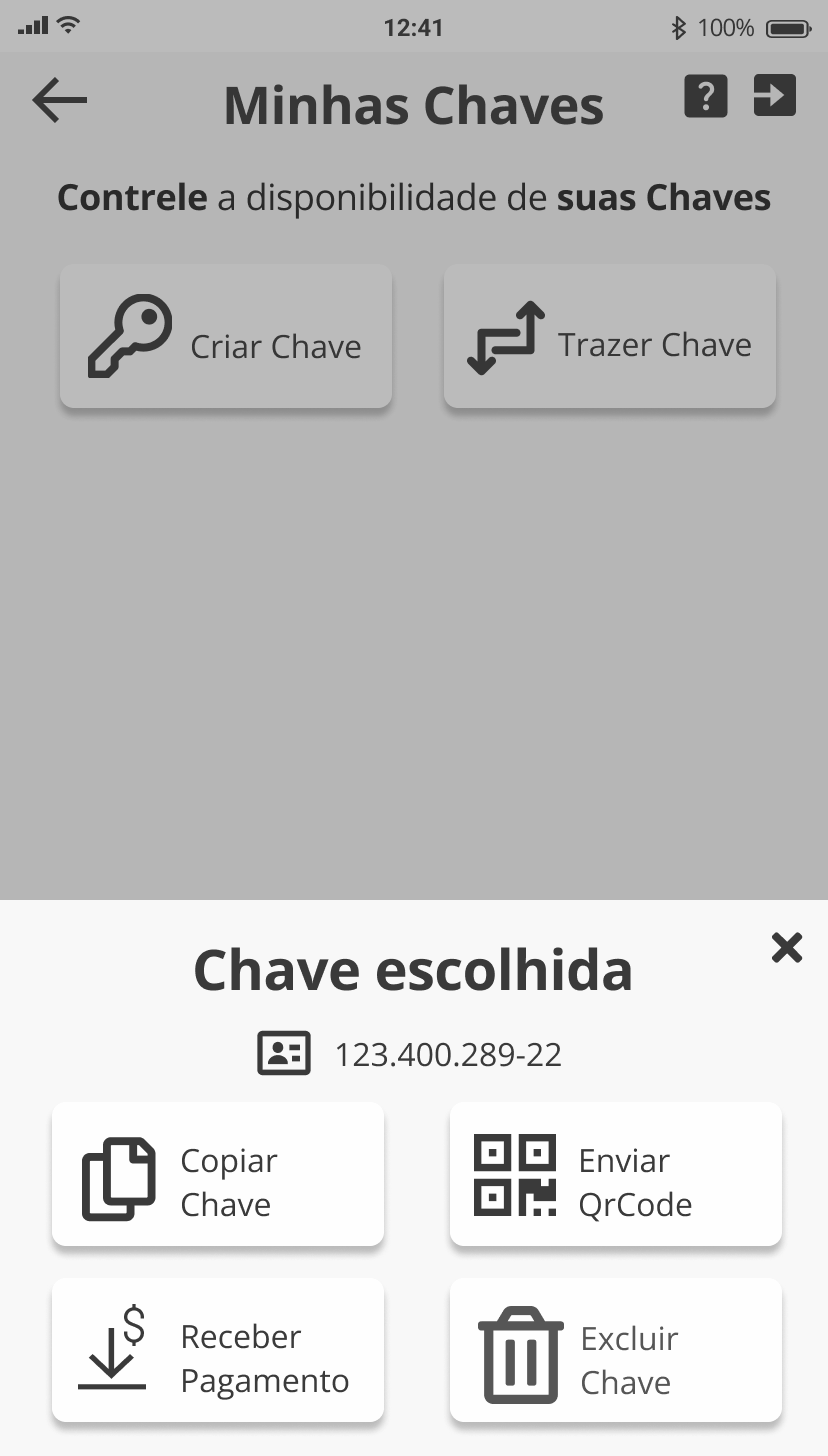 12:41
100%
Minhas Chaves
?
Contrele a disponibilidade de suas Chaves
Criar Chave
Trazer Chave
Chave escolhida
123.400.289-22
Copiar
Chave
Enviar
QrCode
$
Receber
Pagamento
Excluir
Chave